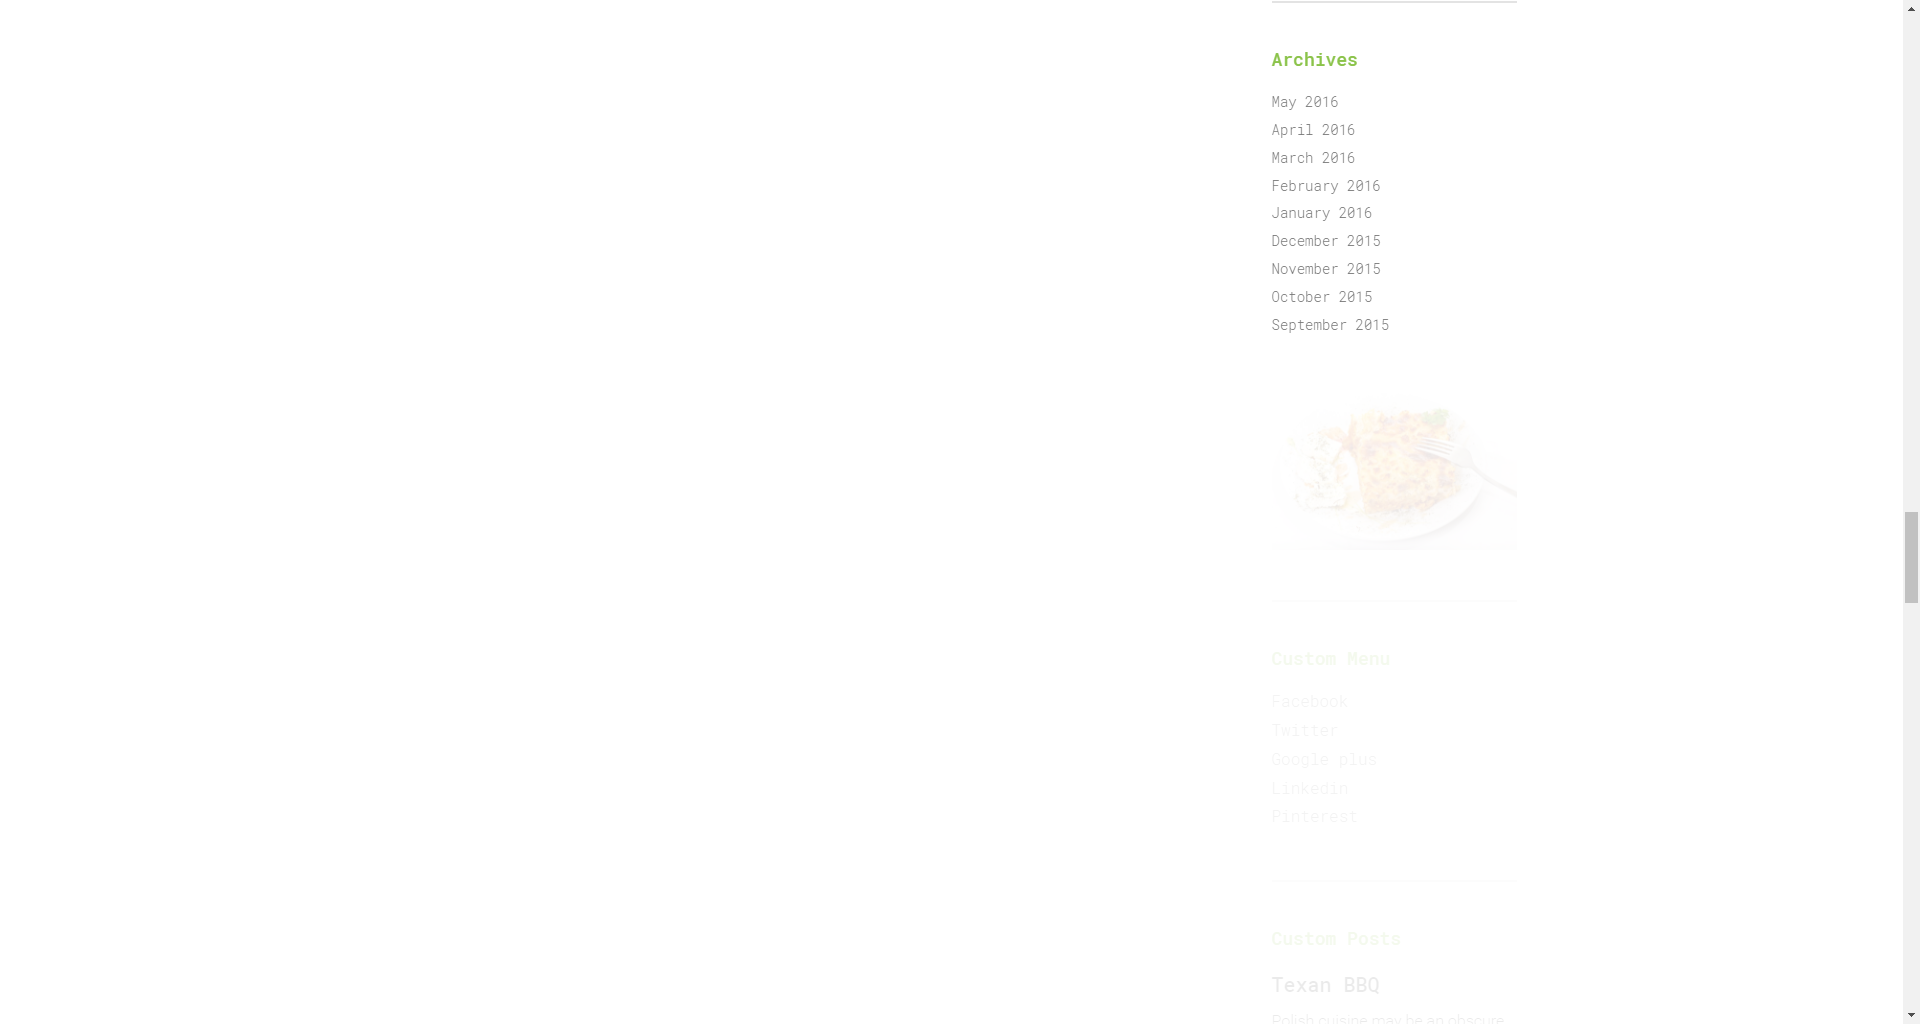 Archives
May 2016
April 2016
March 2016
February 2016
January 2016
December 2015
November 2015
October 2015
September 2015
Custom Menu
Facebook
Twitter
Google plus
Linkedin
Pinterest
Custom Posts
Texan BBQ
Polish cuisine may be an obscure